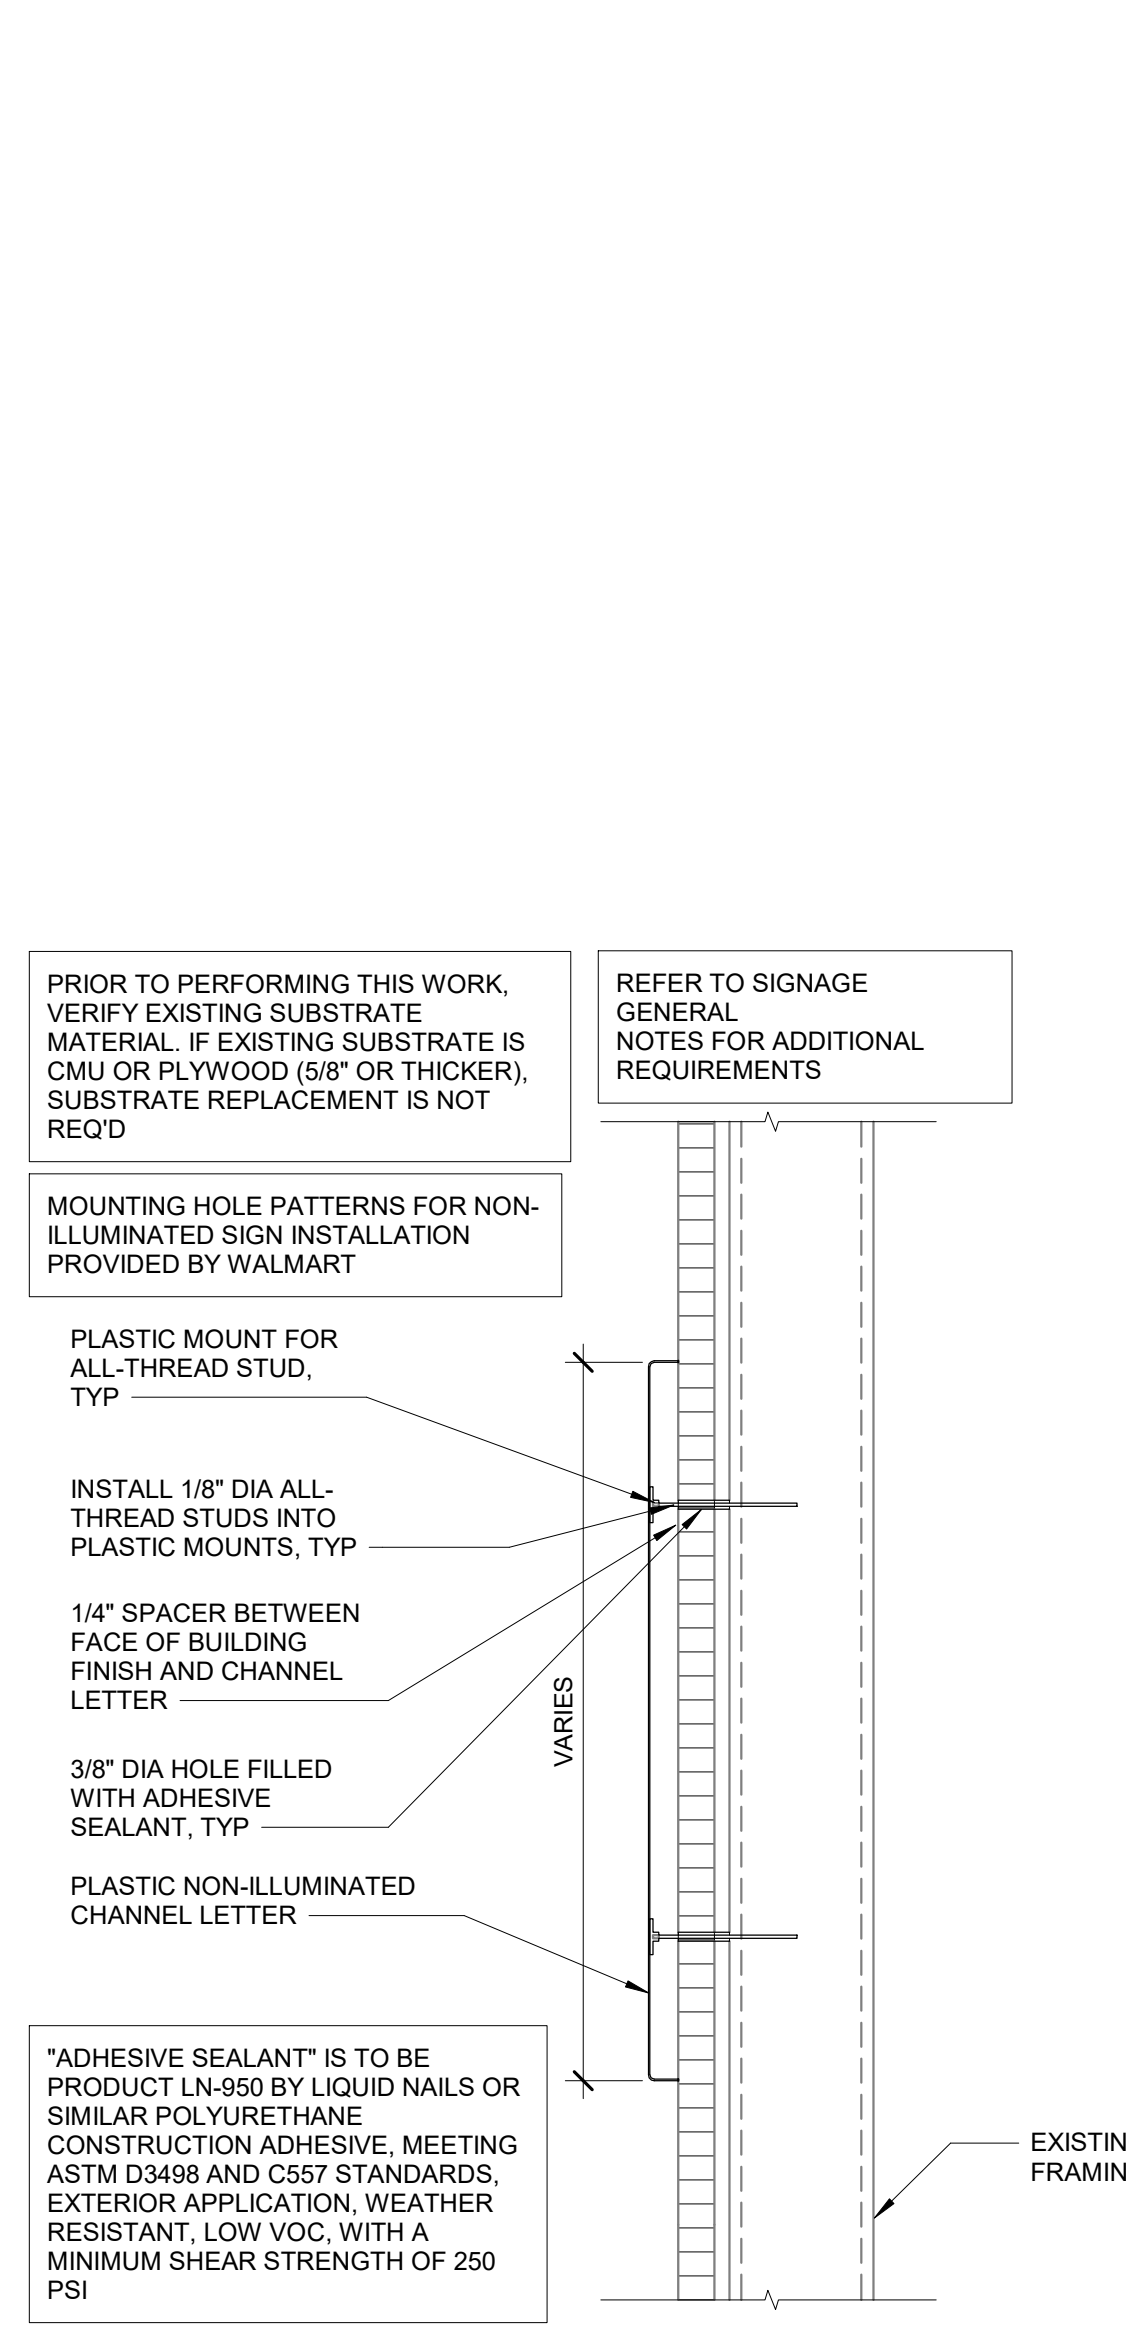 PRIOR TO PERFORMING THIS WORK,
VERIFY EXISTING SUBSTRATE
MATERIAL. IF EXISTING SUBSTRATE IS
CMU OR PLYWOOD (5/8" OR THICKER),
SUBSTRATE REPLACEMENT IS NOT
REQ'D
REFER TO SIGNAGE
GENERAL
NOTES FOR ADDITIONAL
REQUIREMENTS
MOUNTING HOLE PATTERNS FOR NON-
ILLUMINATED SIGN INSTALLATION
PROVIDED BY WALMART
PLASTIC MOUNT FOR
ALL-THREAD STUD,
TYP
INSTALL 1/8" DIA ALL-
THREAD STUDS INTO
PLASTIC MOUNTS, TYP
1/4" SPACER BETWEEN
FACE OF BUILDING
FINISH AND CHANNEL
LETTER
VARIES
3/8" DIA HOLE FILLED
WITH ADHESIVE
SEALANT, TYP
PLASTIC NON-ILLUMINATED
CHANNEL LETTER
"ADHESIVE SEALANT" IS TO BE
PRODUCT LN-950 BY LIQUID NAILS OR
SIMILAR POLYURETHANE
CONSTRUCTION ADHESIVE, MEETING
ASTM D3498 AND C557 STANDARDS,
EXTERIOR APPLICATION, WEATHER
RESISTANT, LOW VOC, WITH A
MINIMUM SHEAR STRENGTH OF 250
PSI
EXISTIN
FRAMIN